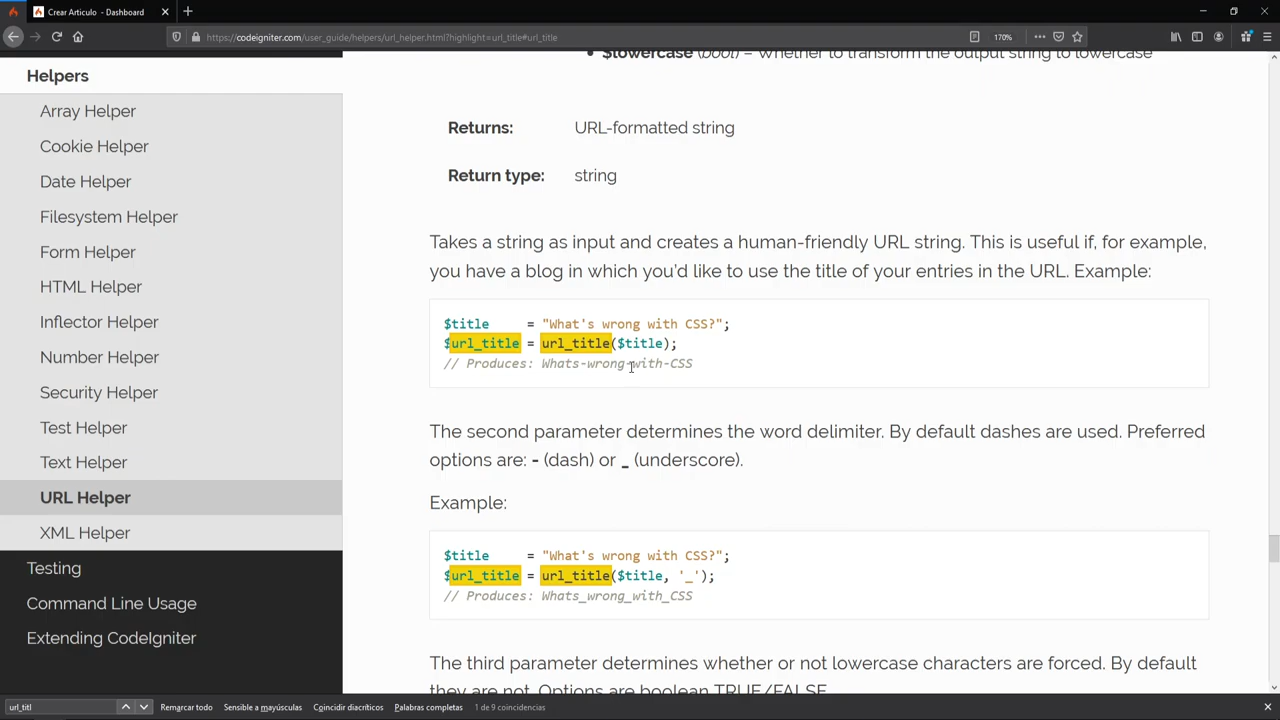 Crear Articulo - Dashboard
https://codeigniter.com/user_guide/helpers/url_helper.html?highlight=url_title#url_title
170%
Helpers
Array Helper
Cookie Helper
Date Helper
Filesystem Helper
Form Helper
HTML Helper
Inflector Helper
Number Helper
Security Helper
Test Helper
Text Helper
URL Helper
XML Helper
Testing
Command Line Usage
Extending CodeIgniter
$lowercase (bool) – Whether to transform the output string to lowercase
Returns: URL-formatted string
Return type: string
Takes a string as input and creates a human-friendly URL string. This is useful if, for example,
you have a blog in which you’d like to use the title of your entries in the URL. Example:
$title = "What's wrong with CSS?";
$url_title = url_title($title);
// Produces: Whats-wrong-with-CSS
The second parameter determines the word delimiter. By default dashes are used. Preferred
options are: - (dash) or _ (underscore).
Example:
$title = "What's wrong with CSS?";
$url_title = url_title($title, '_');
// Produces: Whats_wrong_with_CSS
The third parameter determines whether or not lowercase characters are forced. By default
they are not. Options are boolean TRUE/FALSE.
url_titl Remarcar todo Sensible a mayúsculas Coincidir diacríticos Palabras completas 1 de 9 coincidencias